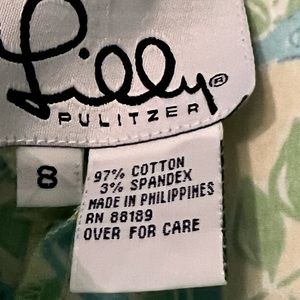 Lilly®
PULITZER
8
97% COTTON
3% SPANDEX
MADE IN PHILIPPINES
RN 88189
OVER FOR CARE